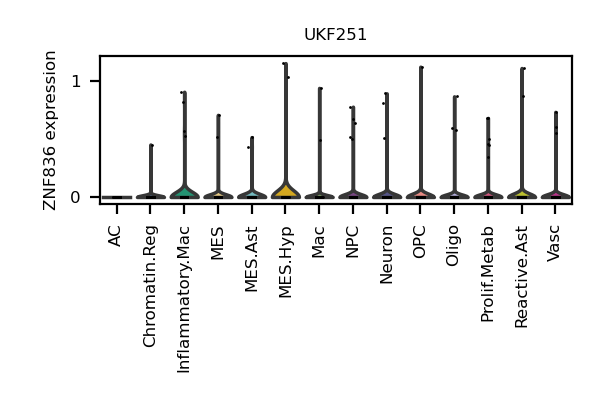 UKF251
ZNF836 expression
1
0
AC
Chromatin.Reg
Inflammatory.Mac
MES
MES.Ast
MES.Hyp
Mac
NPC
Neuron
OPC
Oligo
Prolif.Metab
Reactive.Ast
Vasc